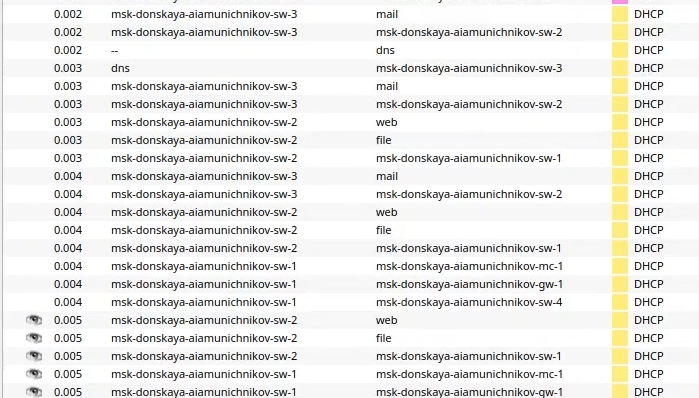 0.002 msk-donskaya-aiamunichnikov-sw-3 mail DHCP
0.002 msk-donskaya-aiamunichnikov-sw-3 msk-donskaya-aiamunichnikov-sw-2 DHCP
0.002 -- dns DHCP
0.003 dns msk-donskaya-aiamunichnikov-sw-3 DHCP
0.003 msk-donskaya-aiamunichnikov-sw-3 mail DHCP
0.003 msk-donskaya-aiamunichnikov-sw-3 msk-donskaya-aiamunichnikov-sw-2 DHCP
0.003 msk-donskaya-aiamunichnikov-sw-2 web DHCP
0.003 msk-donskaya-aiamunichnikov-sw-2 file DHCP
0.003 msk-donskaya-aiamunichnikov-sw-2 msk-donskaya-aiamunichnikov-sw-1 DHCP
0.004 msk-donskaya-aiamunichnikov-sw-3 mail DHCP
0.004 msk-donskaya-aiamunichnikov-sw-3 msk-donskaya-aiamunichnikov-sw-2 DHCP
0.004 msk-donskaya-aiamunichnikov-sw-2 web DHCP
0.004 msk-donskaya-aiamunichnikov-sw-2 file DHCP
0.004 msk-donskaya-aiamunichnikov-sw-2 msk-donskaya-aiamunichnikov-sw-1 DHCP
0.004 msk-donskaya-aiamunichnikov-sw-1 msk-donskaya-aiamunichnikov-mc-1 DHCP
0.004 msk-donskaya-aiamunichnikov-sw-1 msk-donskaya-aiamunichnikov-gw-1 DHCP
0.004 msk-donskaya-aiamunichnikov-sw-1 msk-donskaya-aiamunichnikov-sw-4 DHCP
0.005 msk-donskaya-aiamunichnikov-sw-2 web DHCP
0.005 msk-donskaya-aiamunichnikov-sw-2 file DHCP
0.005 msk-donskaya-aiamunichnikov-sw-2 msk-donskaya-aiamunichnikov-sw-1 DHCP
0.005 msk-donskaya-aiamunichnikov-sw-1 msk-donskaya-aiamunichnikov-mc-1 DHCP
0.005 msk-donskaya-aiamunichnikov-sw-1 msk-donskaya-aiamunichnikov-gw-1 DHCP